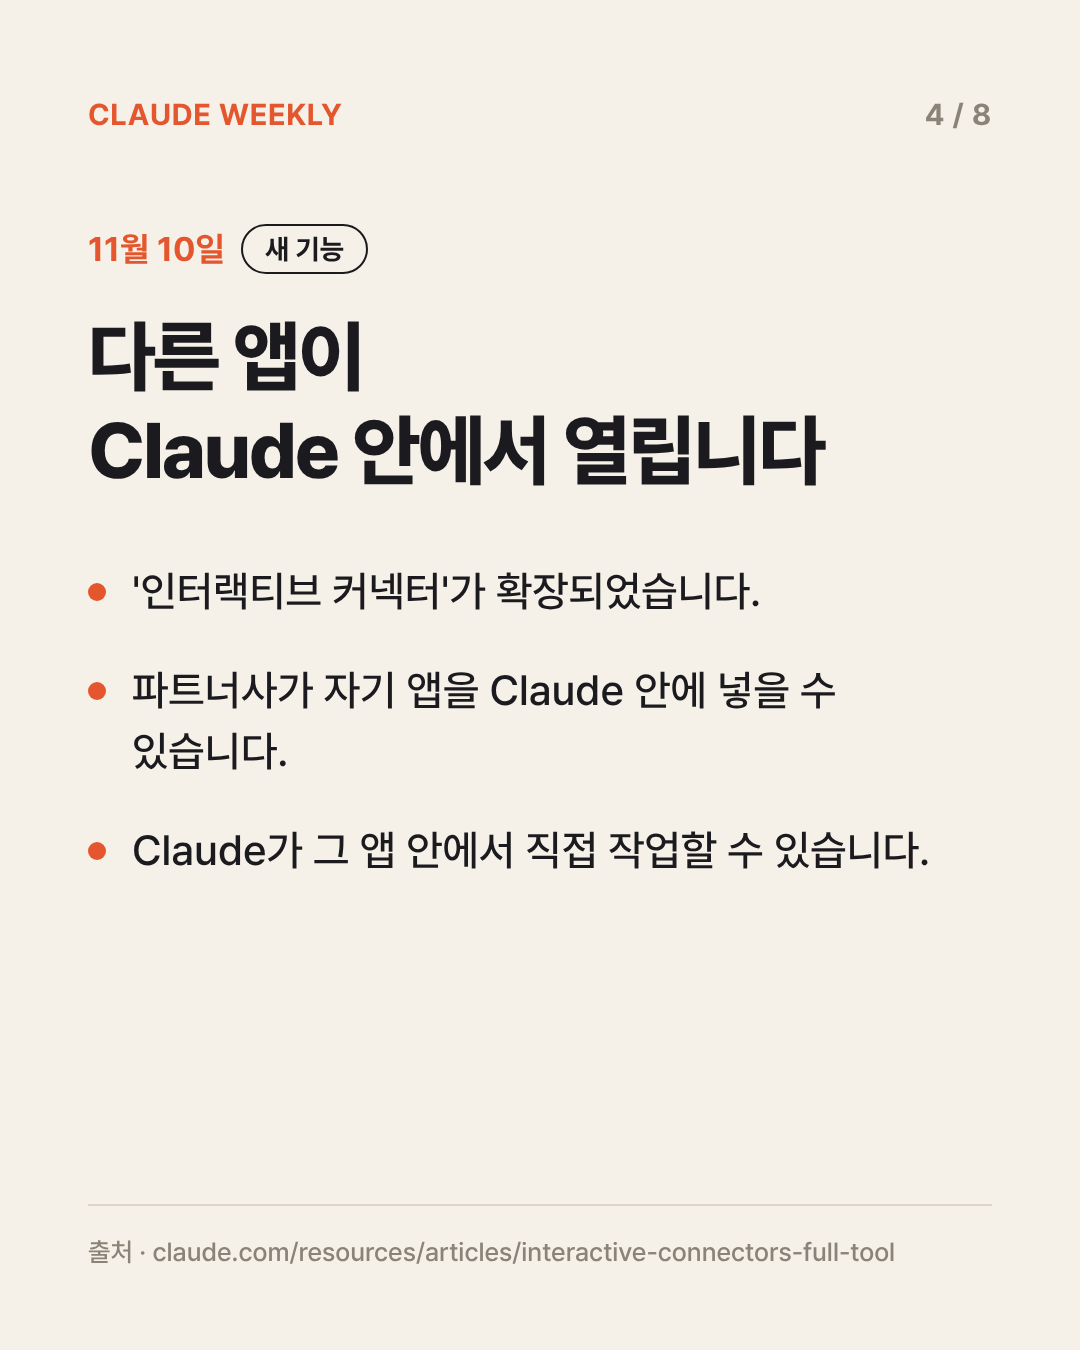 CLAUDE WEEKLY
4 / 8
11월 10일 새 기능
다른 앱이
Claude 안에서 열립니다
'인터랙티브 커넥터'가 확장되었습니다.
파트너사가 자기 앱을 Claude 안에 넣을 수
있습니다.
Claude가 그 앱 안에서 직접 작업할 수 있습니다.
출처 · claude.com/resources/articles/interactive-connectors-full-tool